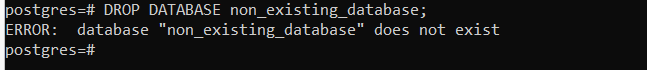 postgres=# DROP DATABASE non_existing_database;
ERROR:  database "non_existing_database" does not exist
postgres=#